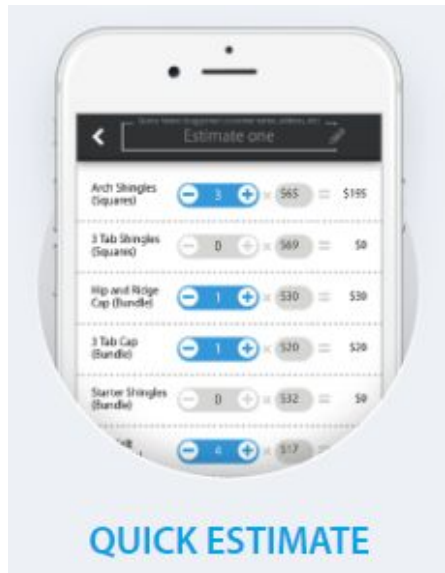 Estimate one
Arch Shingles
(Squares)
3
x
$65
=
$195
3 Tab Shingles
(Squares)
0
x
$69
=
$0
Hip and Ridge
Cap (Bundle)
1
x
$30
=
$30
3 Tab Cap
(Bundle)
1
x
$20
=
$20
Starter Shingles
(Bundle)
0
x
$32
=
$0
4
x
$17
=
QUICK ESTIMATE